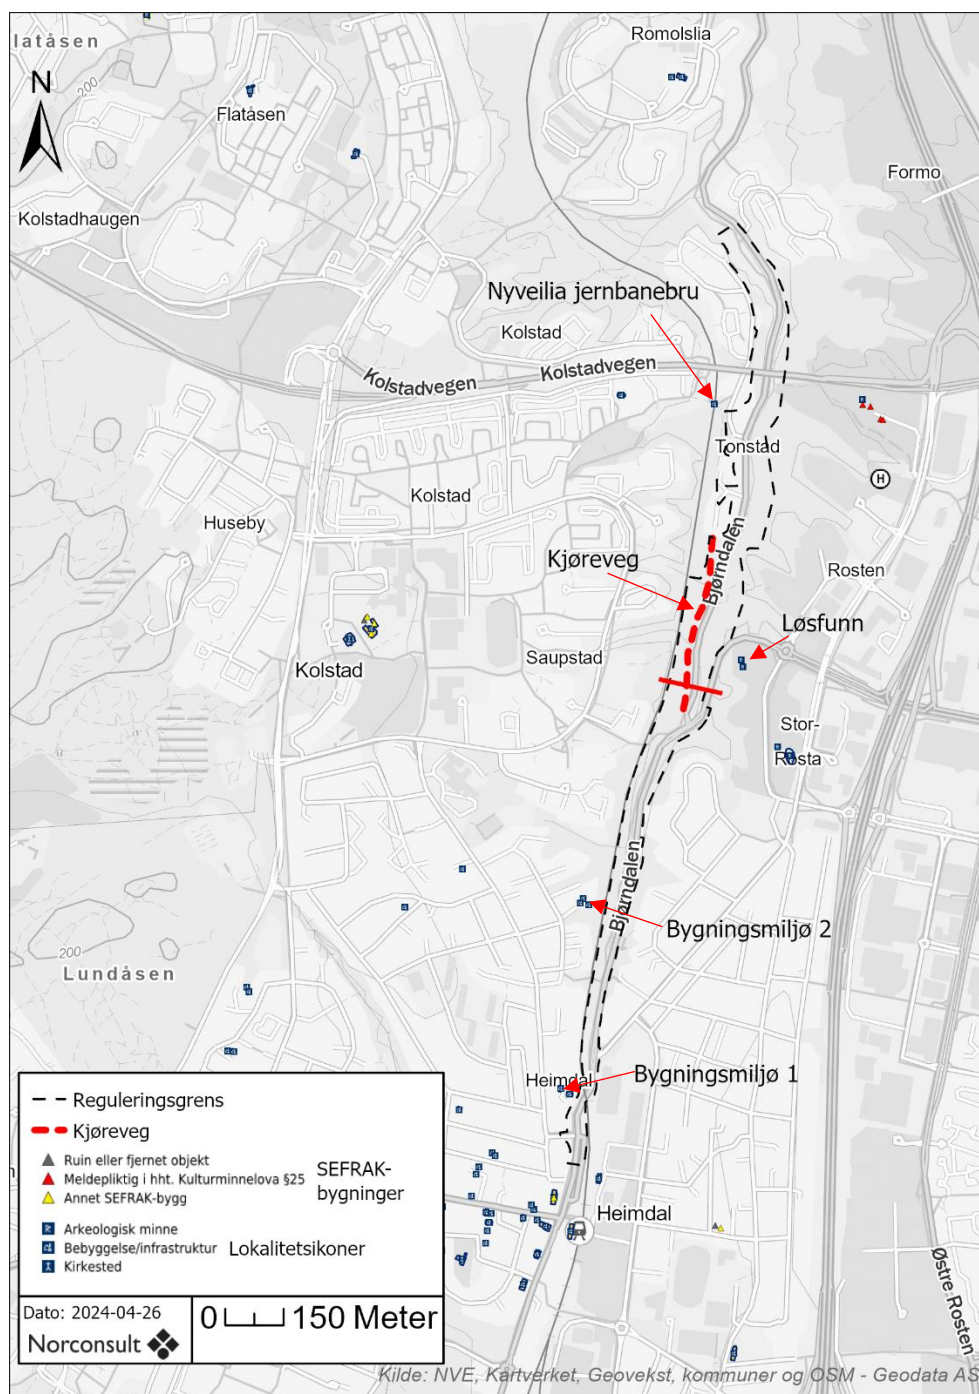 Romolslia
latåsen
N
200
Flatåsen
Formo
Kolstadhaugen
Nyveilia jernbanebru
Kolstad
Kolstadvegen
Kolstadvegen
Tonstad
H
Kolstad
Huseby
Kjøreveg
Bjørndalen
Rosten
Løsfunn
Saupstad
Kolstad
Stor-
Rosta
Bjørndalen
Bygningsmiljø 2
200
Lundåsen
Heimdal
Bygningsmiljø 1
Reguleringsgrens
Kjøreveg
Ruin eller fjernet objekt
Meldepliktig i hht. Kulturminnelova §25
Annet SEFRAK-bygg
SEFRAK-
bygninger
Arkeologisk minne
Bebyggelse/infrastruktur
Kirkested
Lokalitetsikoner
Heimdal
Østre Rosten
Dato: 2024-04-26
Norconsult
0 150 Meter
Kilde: NVE, Kartverket, Geovekst, kommuner og OSM - Geodata AS